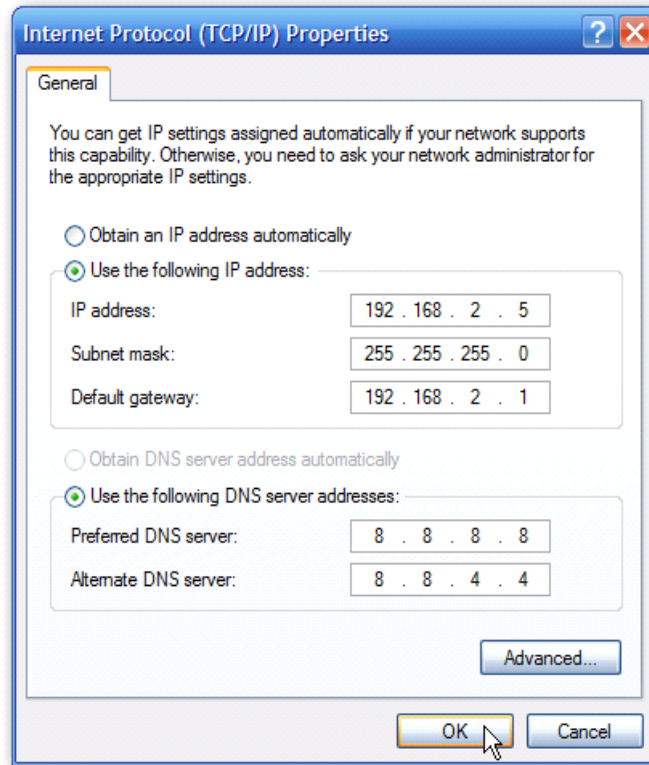 Internet Protocol (TCP/IP) Properties
General
You can get IP settings assigned automatically if your network supports
this capability. Otherwise, you need to ask your network administrator for
the appropriate IP settings.
Obtain an IP address automatically
Use the following IP address:
IP address: 192 . 168 . 2 . 5
Subnet mask: 255 . 255 . 255 . 0
Default gateway: 192 . 168 . 2 . 1
Obtain DNS server address automatically
Use the following DNS server addresses:
Preferred DNS server: 8 . 8 . 8 . 8
Alternate DNS server: 8 . 8 . 4 . 4
Advanced...
OK Cancel